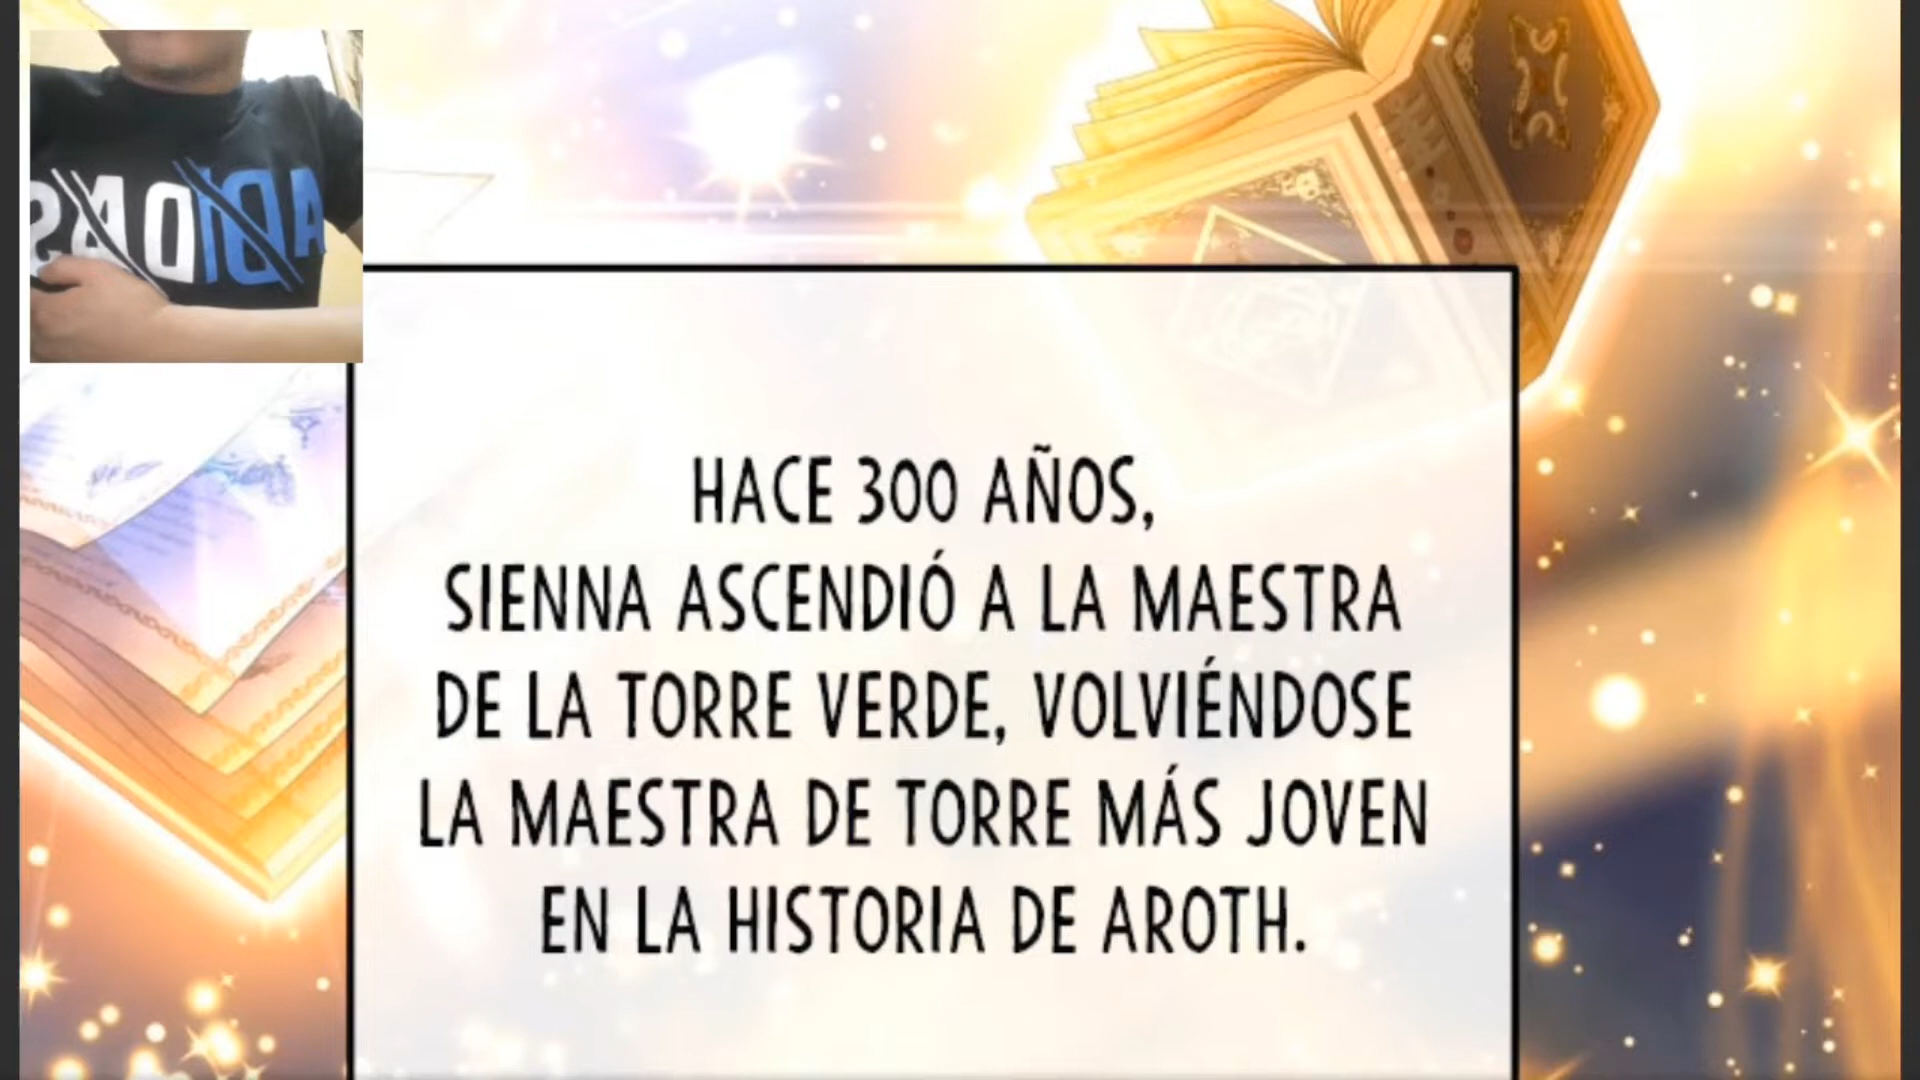 ADIDAS
HACE 300 AÑOS,
SIENNA ASCENDIÓ A LA MAESTRA
DE LA TORRE VERDE, VOLVIÉNDOSE
LA MAESTRA DE TORRE MÁS JOVEN
EN LA HISTORIA DE AROTH.